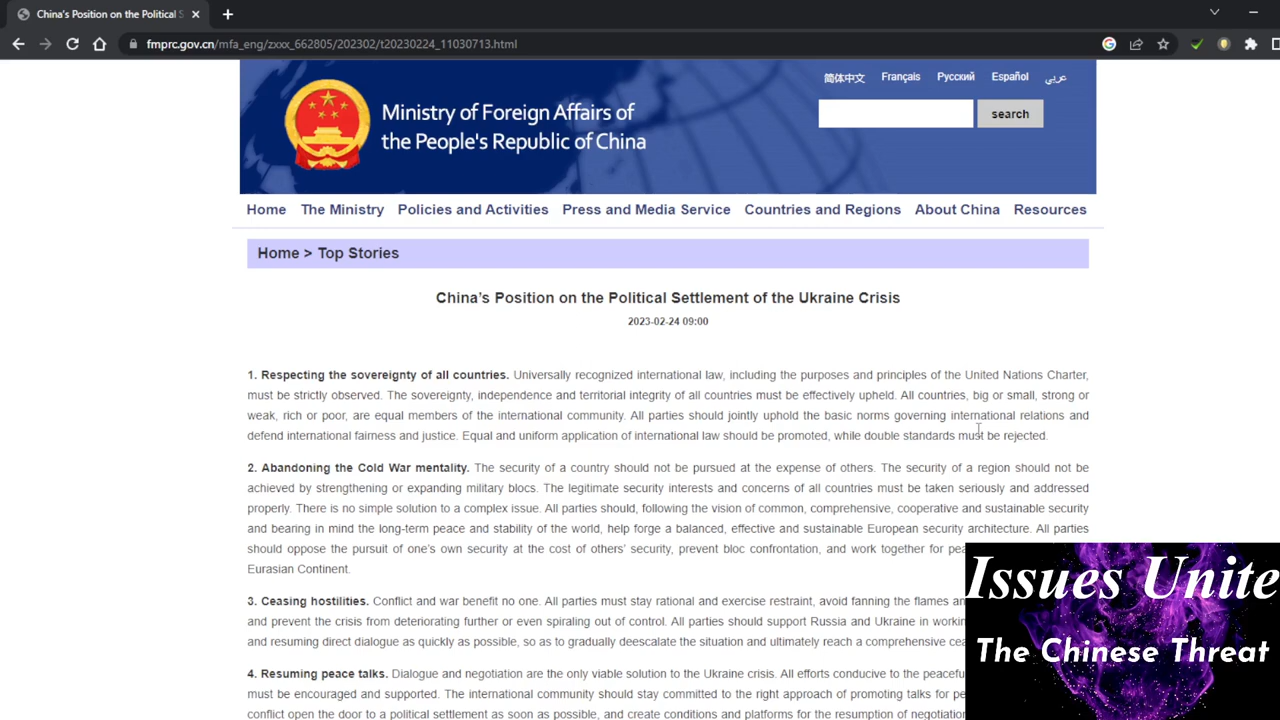 China's Position on the Political S
fmprc.gov.cn/mfa_eng/zxxx_662805/202302/t20230224_11030713.html
简体中文 Français Русский Español عربي
Ministry of Foreign Affairs of
the People's Republic of China
search
Home The Ministry Policies and Activities Press and Media Service Countries and Regions About China Resources
Home > Top Stories
China's Position on the Political Settlement of the Ukraine Crisis
2023-02-24 09:00
1. Respecting the sovereignty of all countries. Universally recognized international law, including the purposes and principles of the United Nations Charter,
must be strictly observed. The sovereignty, independence and territorial integrity of all countries must be effectively upheld. All countries, big or small, strong or
weak, rich or poor, are equal members of the international community. All parties should jointly uphold the basic norms governing international relations and
defend international fairness and justice. Equal and uniform application of international law should be promoted, while double standards must be rejected.
2. Abandoning the Cold War mentality. The security of a country should not be pursued at the expense of others. The security of a region should not be
achieved by strengthening or expanding military blocs. The legitimate security interests and concerns of all countries must be taken seriously and addressed
properly. There is no simple solution to a complex issue. All parties should, following the vision of common, comprehensive, cooperative and sustainable security
and bearing in mind the long-term peace and stability of the world, help forge a balanced, effective and sustainable European security architecture. All parties
should oppose the pursuit of one's own security at the cost of others' security, prevent bloc confrontation, and work together for
Eurasian Continent.
3. Ceasing hostilities. Conflict and war benefit no one. All parties must stay rational and exercise restraint, avoid fanning the flames
and prevent the crisis from deteriorating further or even spiraling out of control. All parties should support Russia and Ukraine in
and resuming direct dialogue as quickly as possible, so as to gradually deescalate the situation and ultimately reach a comprehensive
4. Resuming peace talks. Dialogue and negotiation are the only viable solution to the Ukraine crisis. All efforts conducive to the
must be encouraged and supported. The international community should stay committed to the right approach of promoting talks for
conflict open the door to a political settlement as soon as possible, and create conditions and platforms for the resumption of
Issues Unite
The Chinese Threat